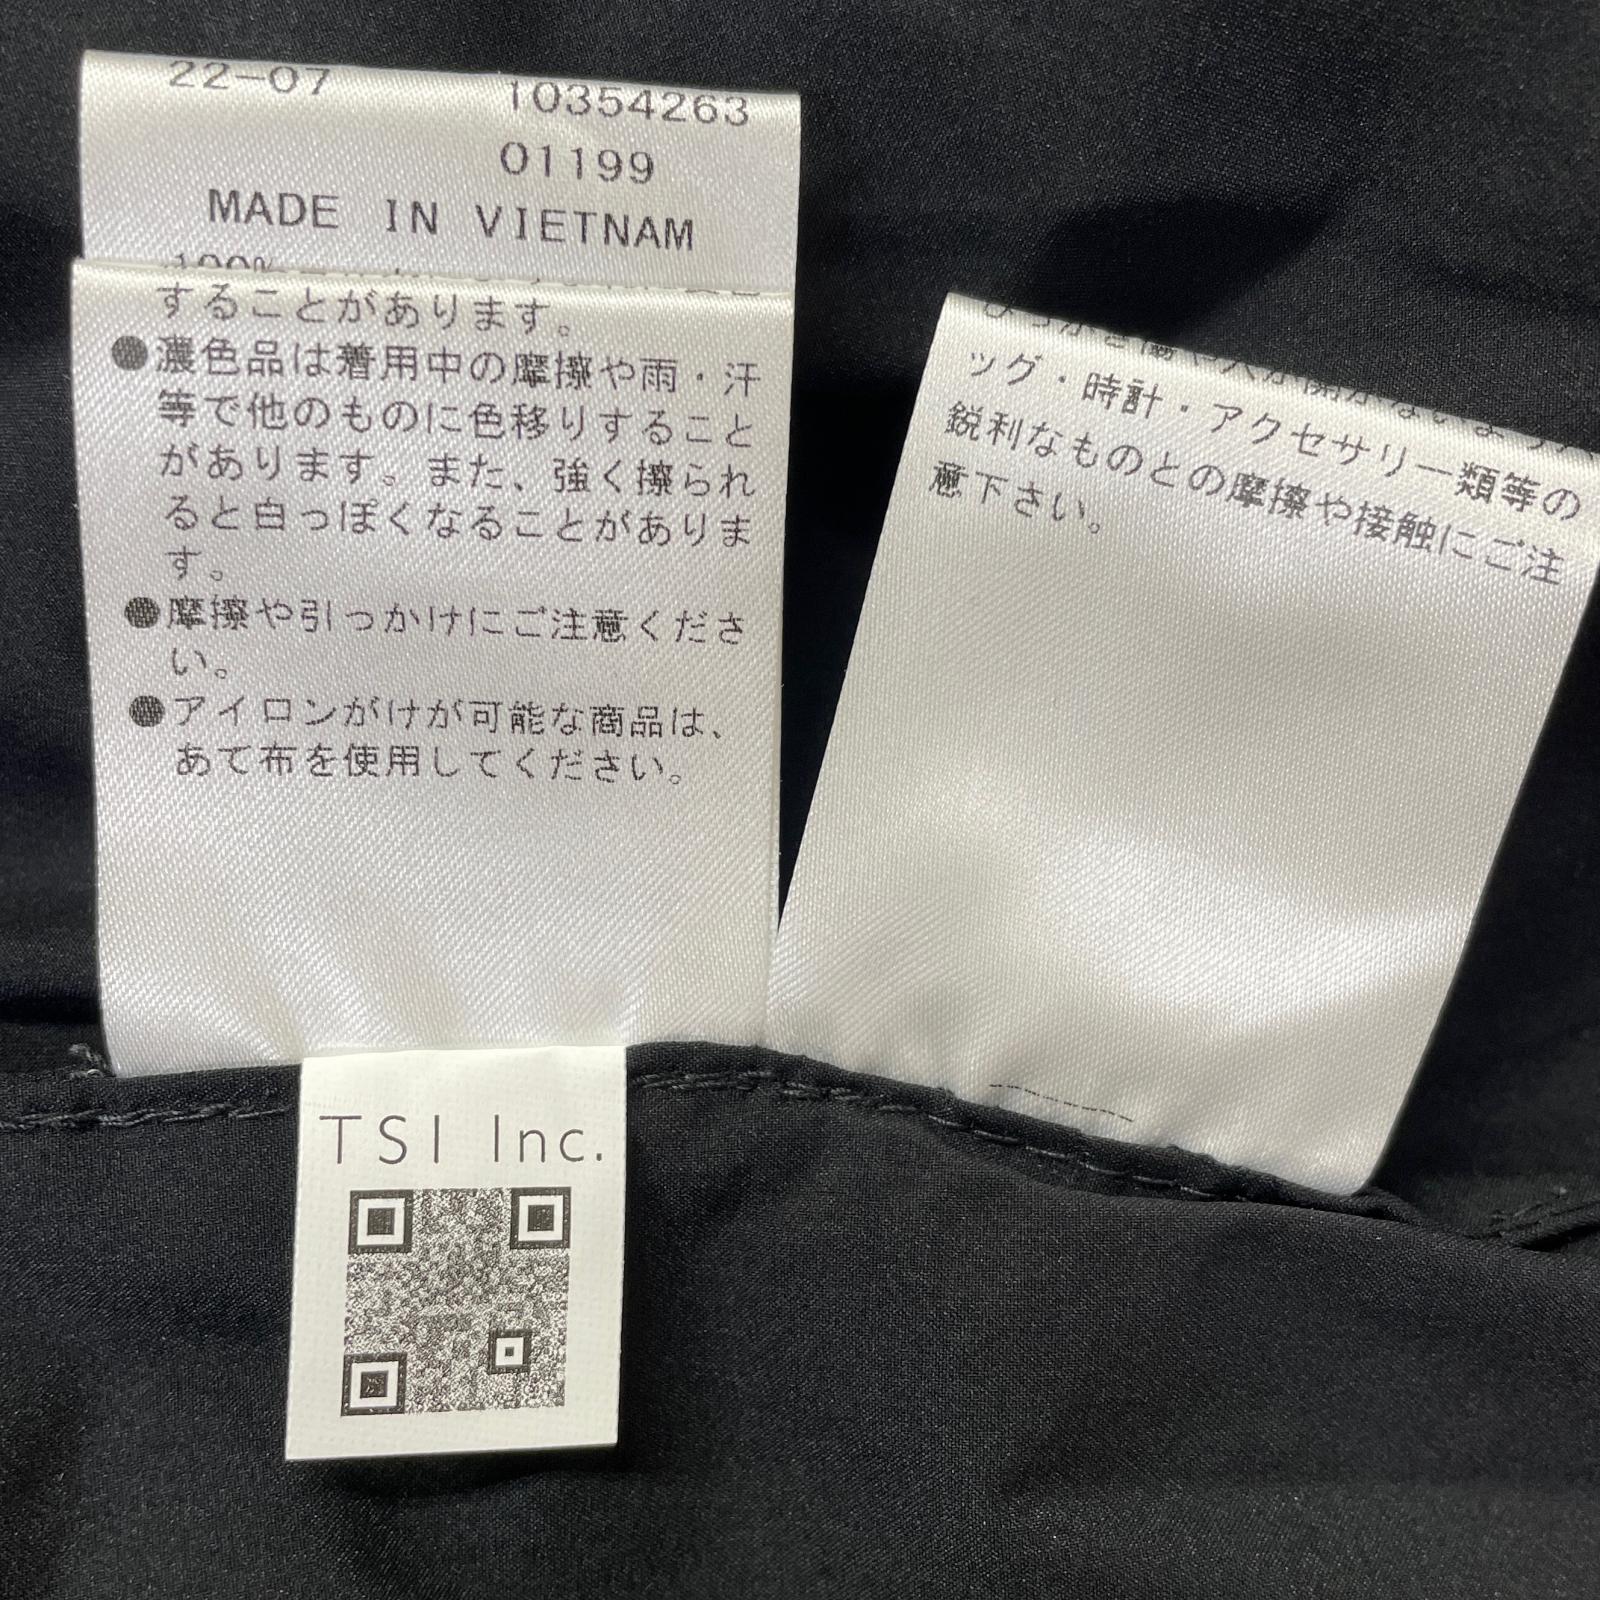 22-07 10354263
01199
MADE IN VIETNAM
100%
することがあります。
●濃色品は着用中の摩擦や雨・汗
等で他のものに色移りすること
があります。また、強く擦られ
ると白っぽくなることがありま
す。
●摩擦や引っかけにご注意くださ
い。
●アイロンがけが可能な商品は、
あて布を使用してください。
ッグ・時計・アクセサリー類等の
鋭利なものとの摩擦や接触にご注
意下さい。
TSI Inc.